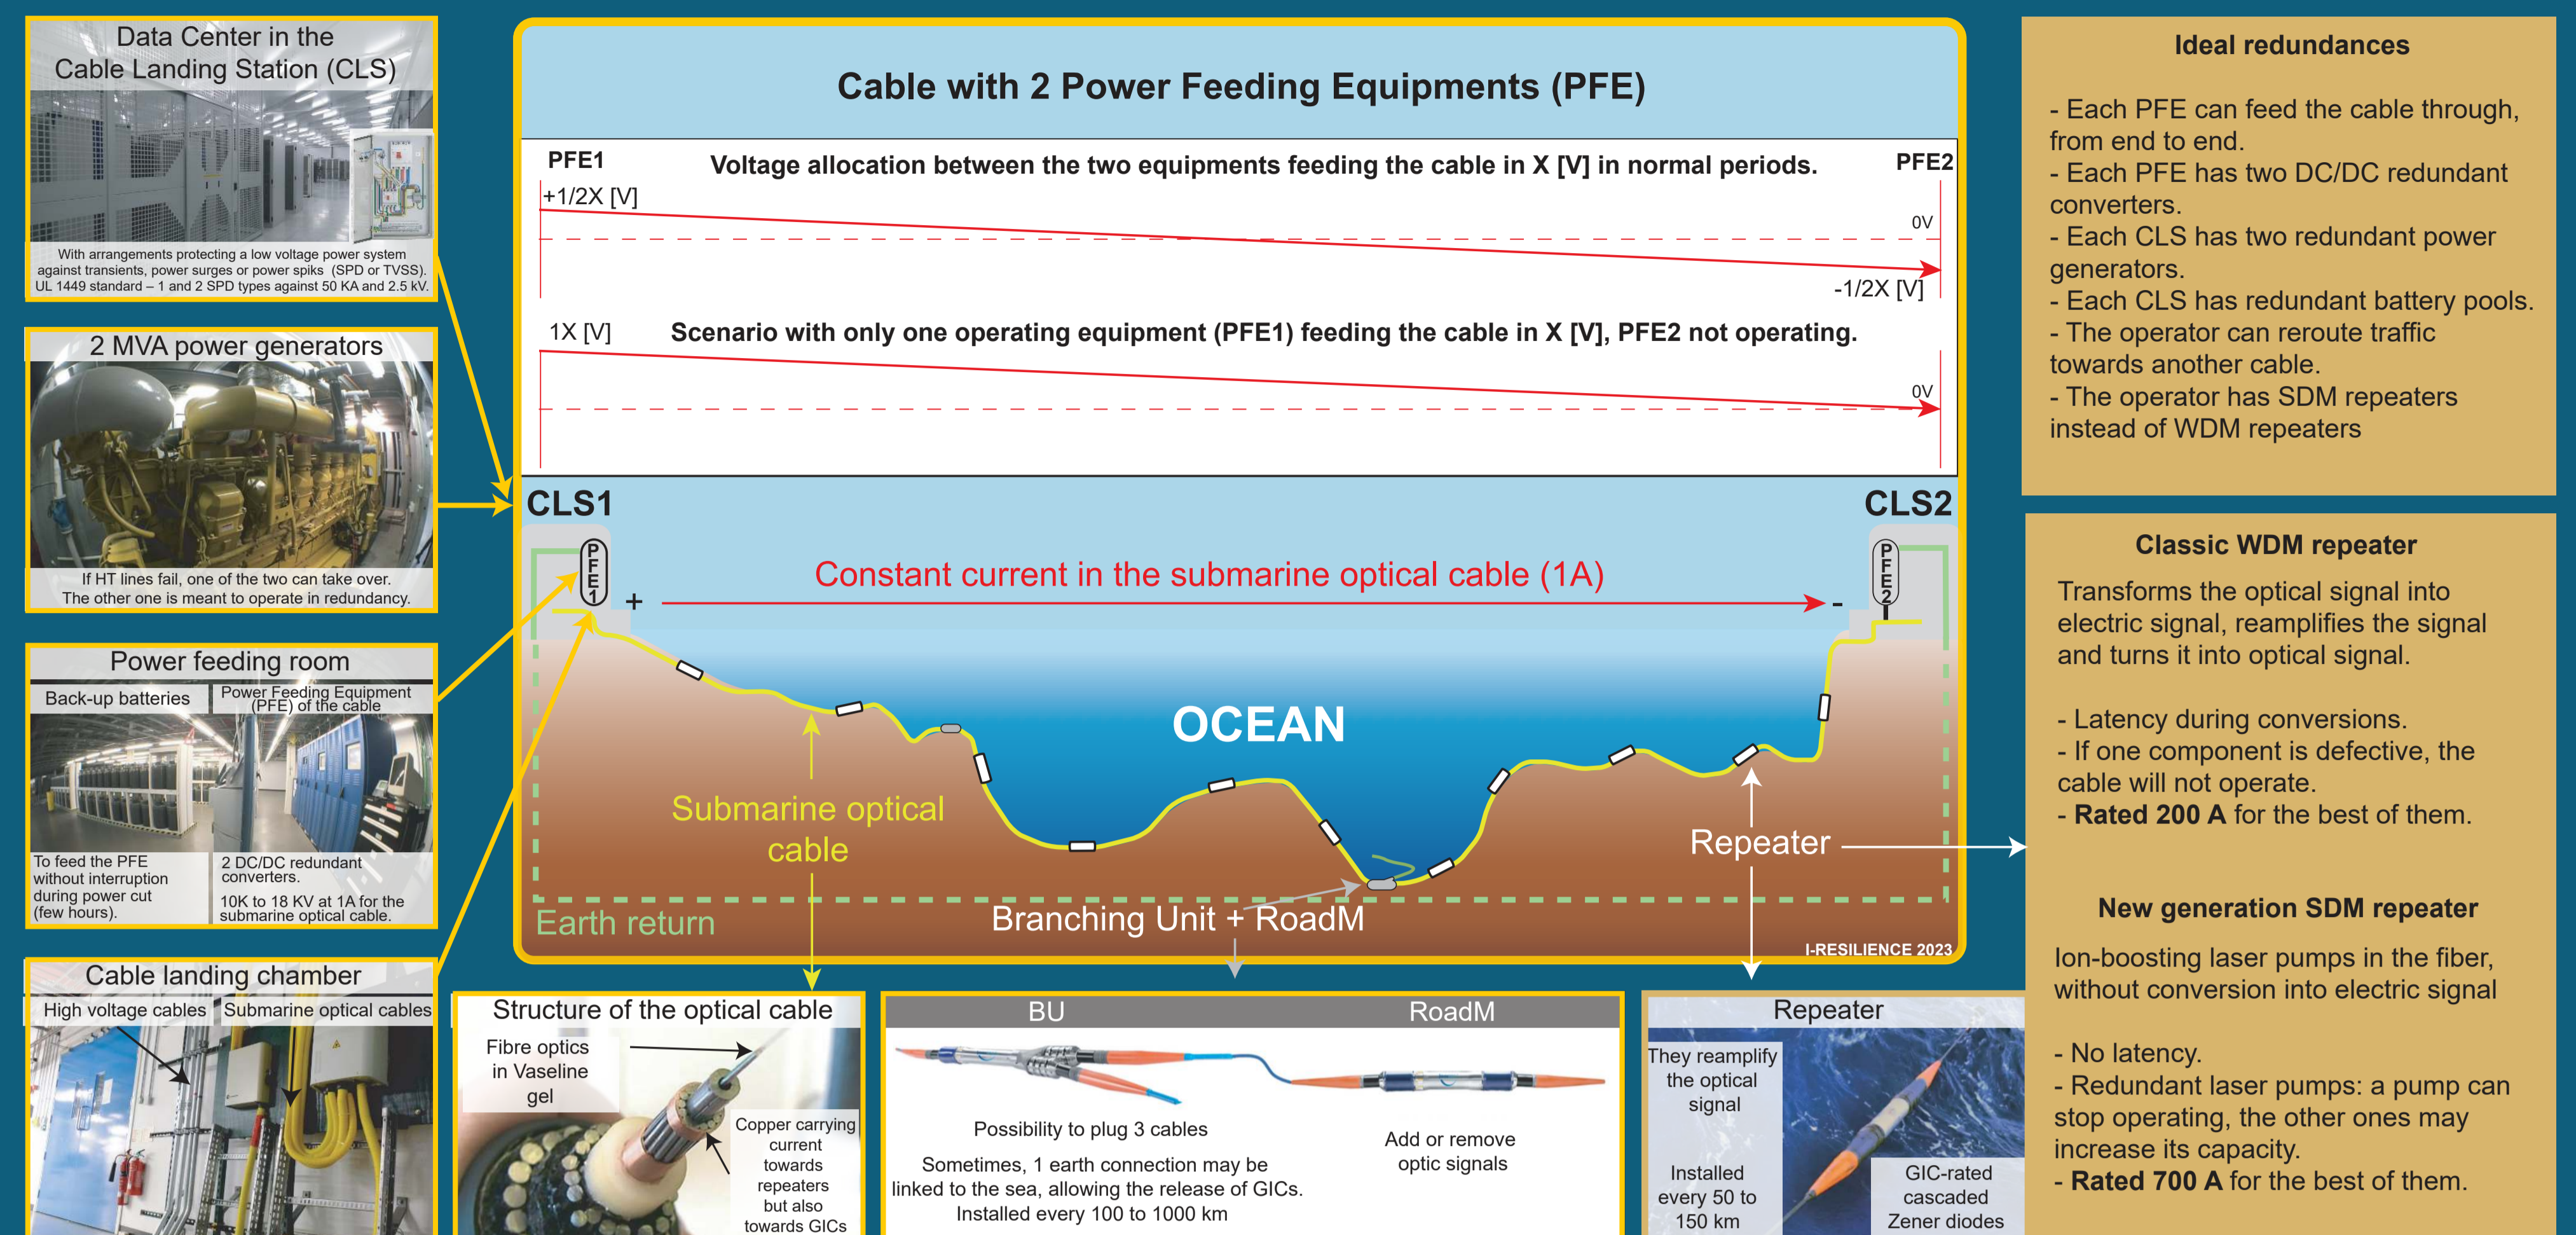 Data Center in the
Cable Landing Station (CLS)
With arrangements protecting a low voltage power system
against transients, power surges or power spiks (SPD or TVSS).
UL 1449 standard – 1 and 2 SPD types against 50 KA and 2.5 kV.
2 MVA power generators
If HT lines fail, one of the two can take over.
The other one is meant to operate in redundancy.
Power feeding room
Back-up batteries
Power Feeding Equipment
(PFE) of the cable
To feed the PFE
without interruption
during power cut
(few hours).
2 DC/DC redundant
converters.
10K to 18 KV at 1A for the
submarine optical cable.
Cable landing chamber
High voltage cables
Submarine optical cables
Cable with 2 Power Feeding Equipments (PFE)
PFE1
Voltage allocation between the two equipments feeding the cable in X [V] in normal periods.
PFE2
+1/2X [V]
0V
-1/2X [V]
1X [V]
Scenario with only one operating equipment (PFE1) feeding the cable in X [V], PFE2 not operating.
0V
CLS1
CLS2
PFE1
PFE2
+
Constant current in the submarine optical cable (1A)
-
OCEAN
Submarine optical
cable
Repeater
Branching Unit + RoadM
Earth return
I-RESILIENCE 2023
Structure of the optical cable
Fibre optics
in Vaseline
gel
Copper carrying
current
towards
repeaters
but also
towards GICs
BU
RoadM
Possibility to plug 3 cables
Sometimes, 1 earth connection may be
linked to the sea, allowing the release of GICs.
Installed every 100 to 1000 km
Add or remove
optic signals
Repeater
They reamplify
the optical
signal
Installed
every 50 to
150 km
GIC-rated
cascaded
Zener diodes
Ideal redundances
- Each PFE can feed the cable through,
from end to end.
- Each PFE has two DC/DC redundant
converters.
- Each CLS has two redundant power
generators.
- Each CLS has redundant battery pools.
- The operator can reroute traffic
towards another cable.
- The operator has SDM repeaters
instead of WDM repeaters
Classic WDM repeater
Transforms the optical signal into
electric signal, reamplifies the signal
and turns it into optical signal.
- Latency during conversions.
- If one component is defective, the
cable will not operate.
- Rated 200 A for the best of them.
New generation SDM repeater
Ion-boosting laser pumps in the fiber,
without conversion into electric signal
- No latency.
- Redundant laser pumps: a pump can
stop operating, the other ones may
increase its capacity.
- Rated 700 A for the best of them.